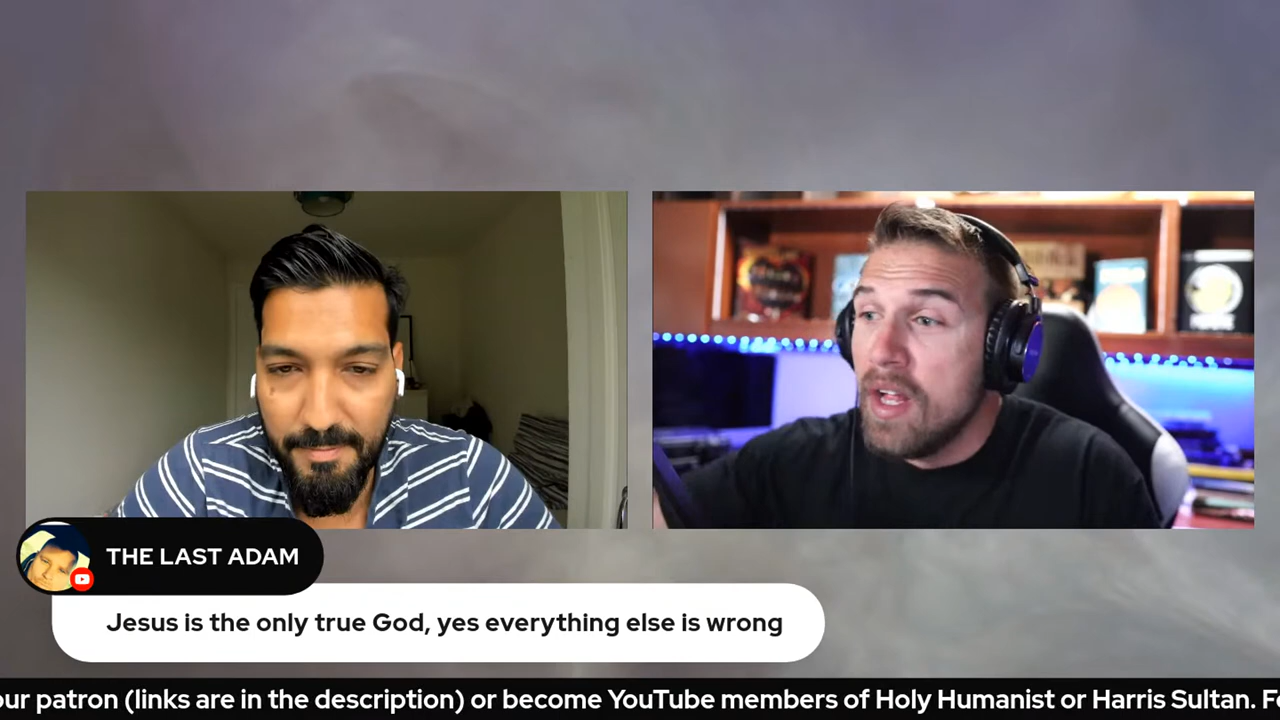 THE LAST ADAM
Jesus is the only true God, yes everything else is wrong
our patron (links are in the description) or become YouTube members of Holy Humanist or Harris Sultan.